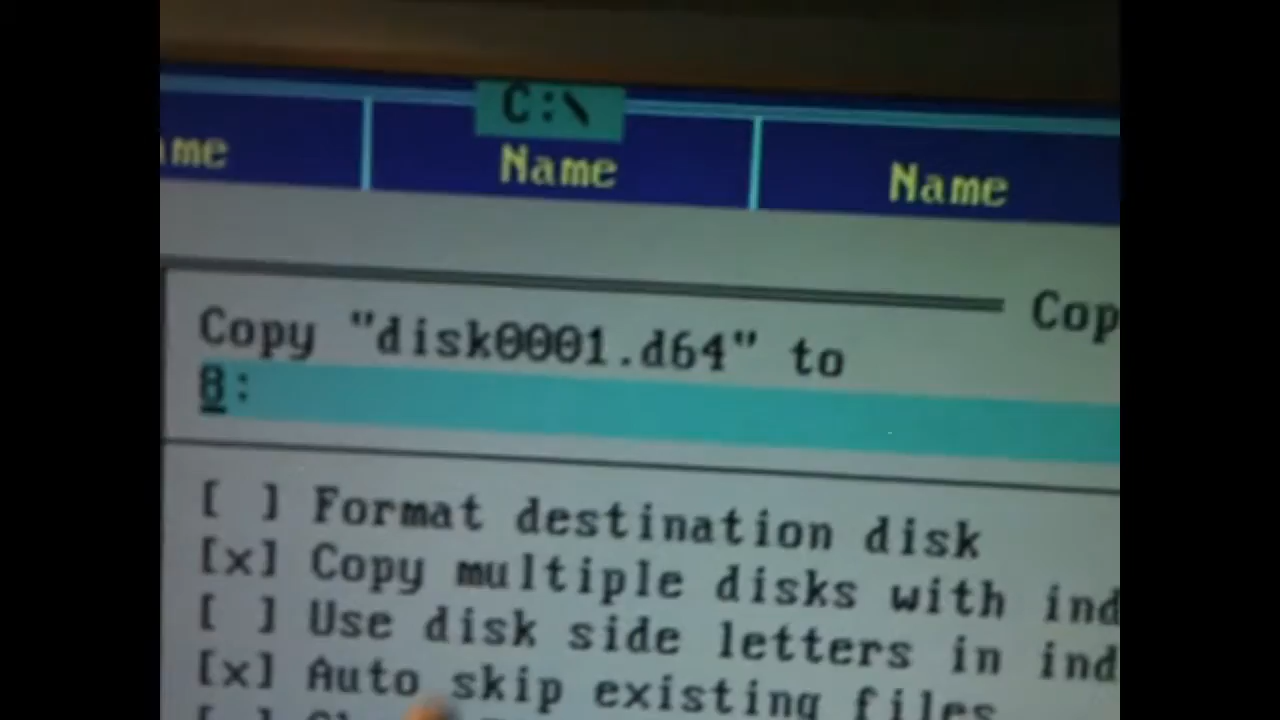 C:\
ame Name Name
Cop
Copy "disk0001.d64" to
8:
[ ] Format destination disk
[x] Copy multiple disks with ind
[ ] Use disk side letters in ind
[x] Auto skip existing files
[ ]